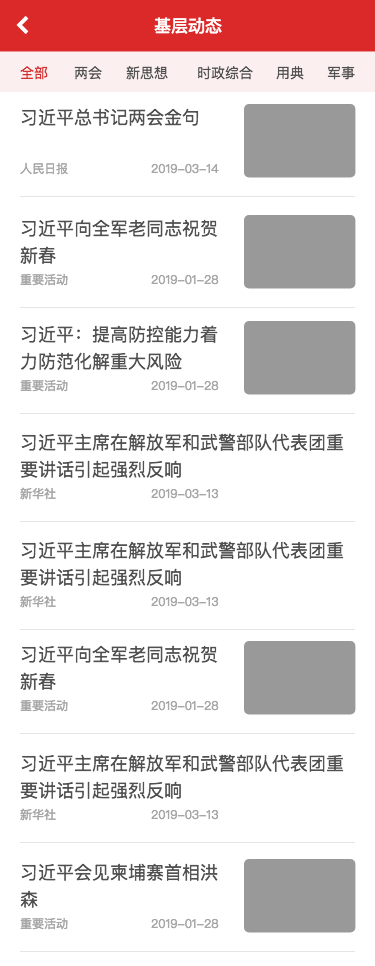 基层动态
全部 两会 新思想 时政综合 用典 军事
习近平总书记两会金句
人民日报 2019-03-14
习近平向全军老同志祝贺
新春
重要活动 2019-01-28
习近平：提高防控能力着
力防范化解重大风险
重要活动 2019-01-28
习近平主席在解放军和武警部队代表团重
要讲话引起强烈反响
新华社 2019-03-13
习近平主席在解放军和武警部队代表团重
要讲话引起强烈反响
新华社 2019-03-13
习近平向全军老同志祝贺
新春
重要活动 2019-01-28
习近平主席在解放军和武警部队代表团重
要讲话引起强烈反响
新华社 2019-03-13
习近平会见柬埔寨首相洪
森
重要活动 2019-01-28